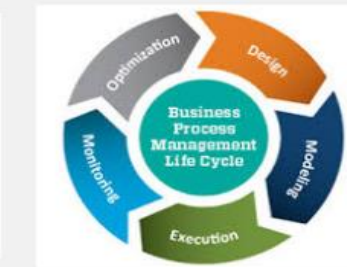 Business
Process
Management
Life Cycle
Design
Modeling
Execution
Monitoring
Optimization